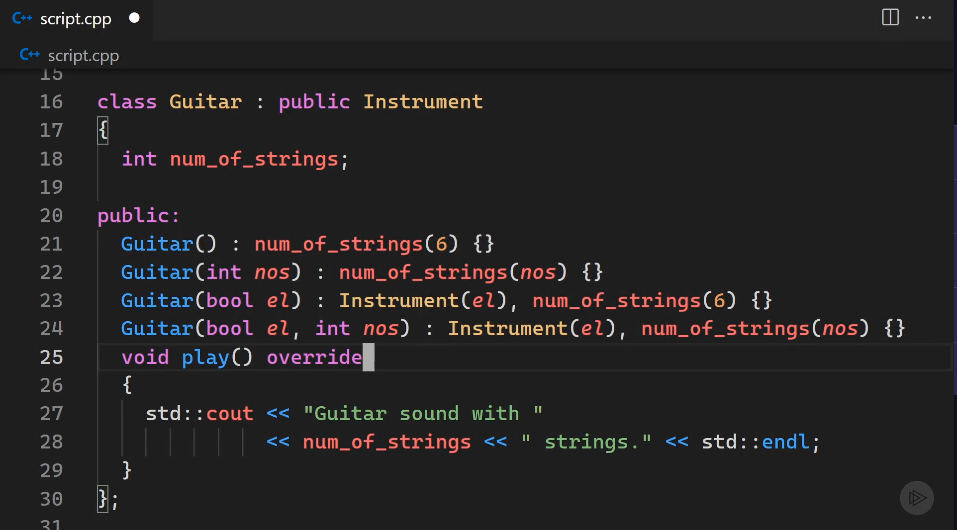 C++ script.cpp
C++ script.cpp
15
16 class Guitar : public Instrument
17 {
18   int num_of_strings;
19
20 public:
21   Guitar() : num_of_strings(6) {}
22   Guitar(int nos) : num_of_strings(nos) {}
23   Guitar(bool el) : Instrument(el), num_of_strings(6) {}
24   Guitar(bool el, int nos) : Instrument(el), num_of_strings(nos) {}
25   void play() override
26   {
27     std::cout << "Guitar sound with "
28               << num_of_strings << " strings." << std::endl;
29   }
30 };
31